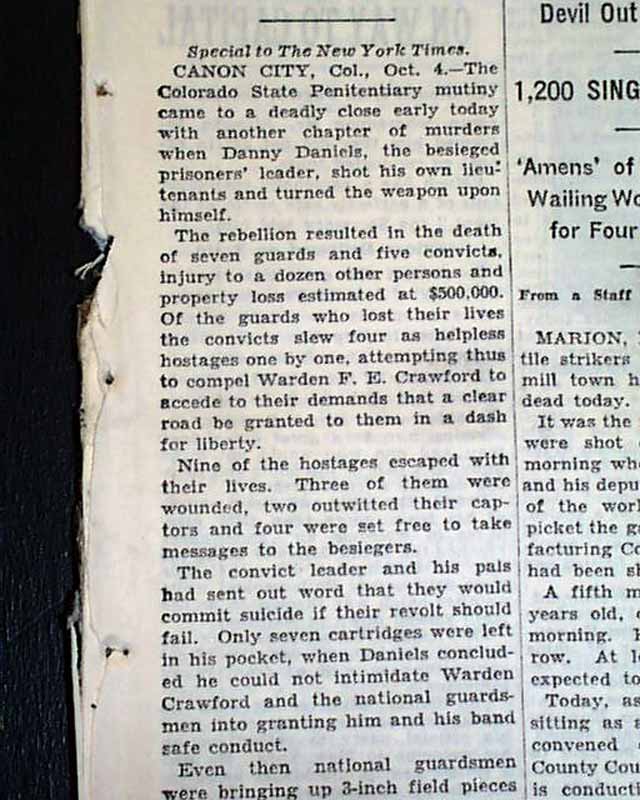 Special to The New York Times.
CANON CITY, Col., Oct. 4.—The
Colorado State Penitentiary mutiny
came to a deadly close early today
with another chapter of murders
when Danny Daniels, the besieged
prisoners' leader, shot his own lieu-
tenants and turned the weapon upon
himself.
The rebellion resulted in the death
of seven guards and five convicts,
injury to a dozen other persons and
property loss estimated at $500,000.
Of the guards who lost their lives
the convicts slew four as helpless
hostages one by one, attempting thus
to compel Warden F. E. Crawford to
accede to their demands that a clear
road be granted to them in a dash
for liberty.
Nine of the hostages escaped with
their lives. Three of them were
wounded, two outwitted their cap-
tors and four were set free to take
messages to the besiegers.
The convict leader and his pals
had sent out word that they would
commit suicide if their revolt should
fail. Only seven cartridges were left
in his pocket, when Daniels conclud-
ed he could not intimidate Warden
Crawford and the national guards-
men into granting him and his band
safe conduct.
Even then national guardsmen
were bringing up 3-inch field pieces
Devil Out
1,200 SING
'Amens' of
Wailing Wo
for Four
From a Staff
MARION,
tile strikers
mill town h
dead today.
It was the
were shot
morning whe
and his depu
of the work
picket the ga
facturing Co
had been sh
A fifth m
years old,
morning.
row. At le
expected to
Today, as
sitting as a
convened
County Cou
is conducti